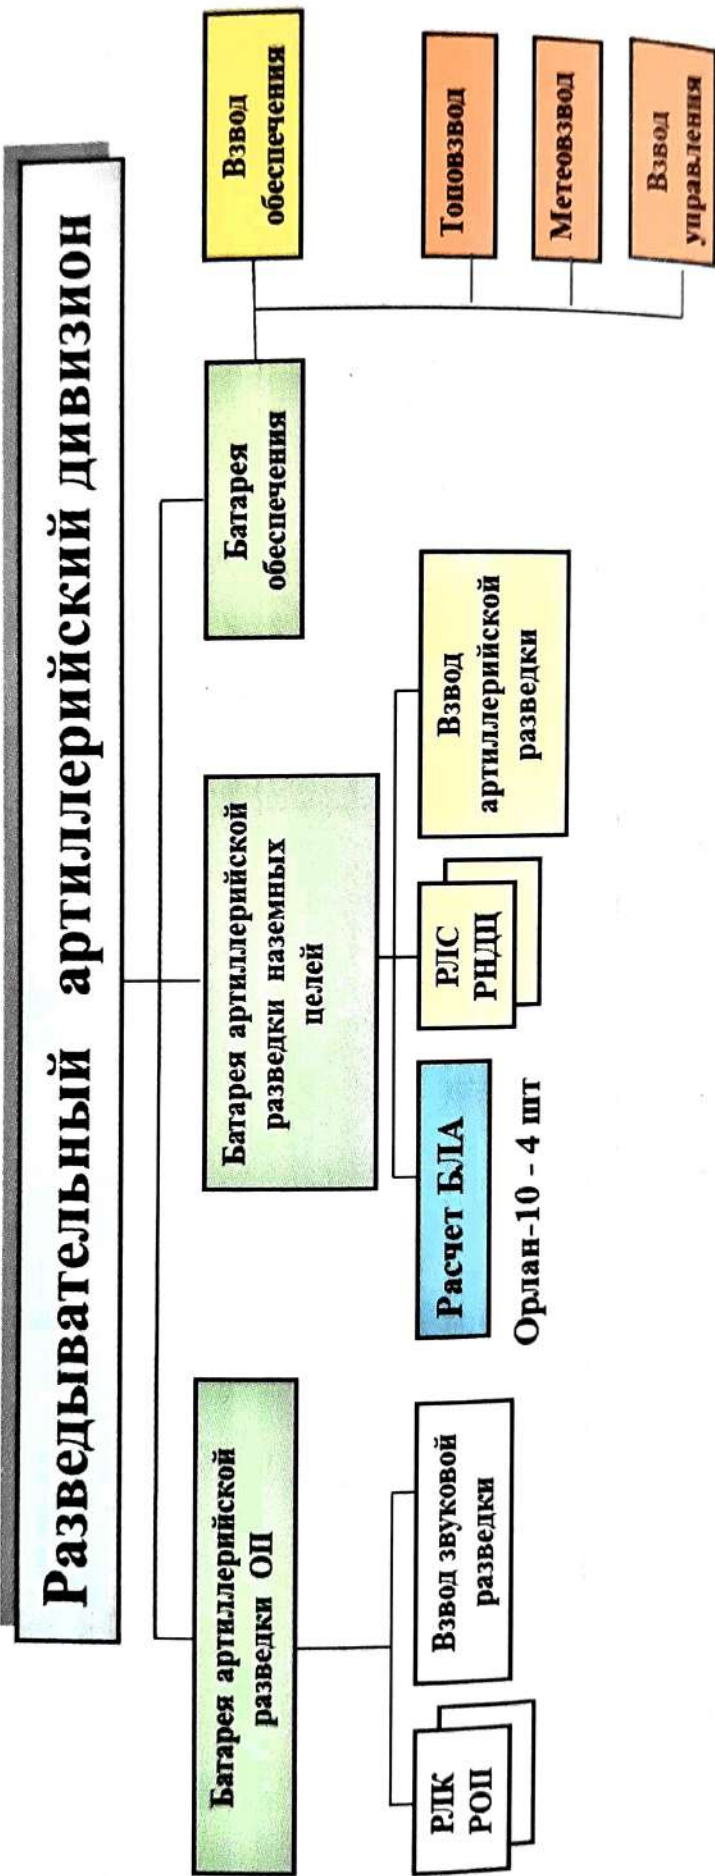 Разведывательный артиллерийский дивизион
Батарея артиллерийской
разведки ОП
Батарея артиллерийской
разведки наземных
целей
Батарея
обеспечения
Взвод
обеспечения
РЛК
РОП
Взвод звуковой
разведки
Расчет БЛА
Орлан-10 - 4 шт
РЛС
РНДЦ
Взвод
артиллерийской
разведки
Топовзвод
Метеовзвод
Взвод
управления